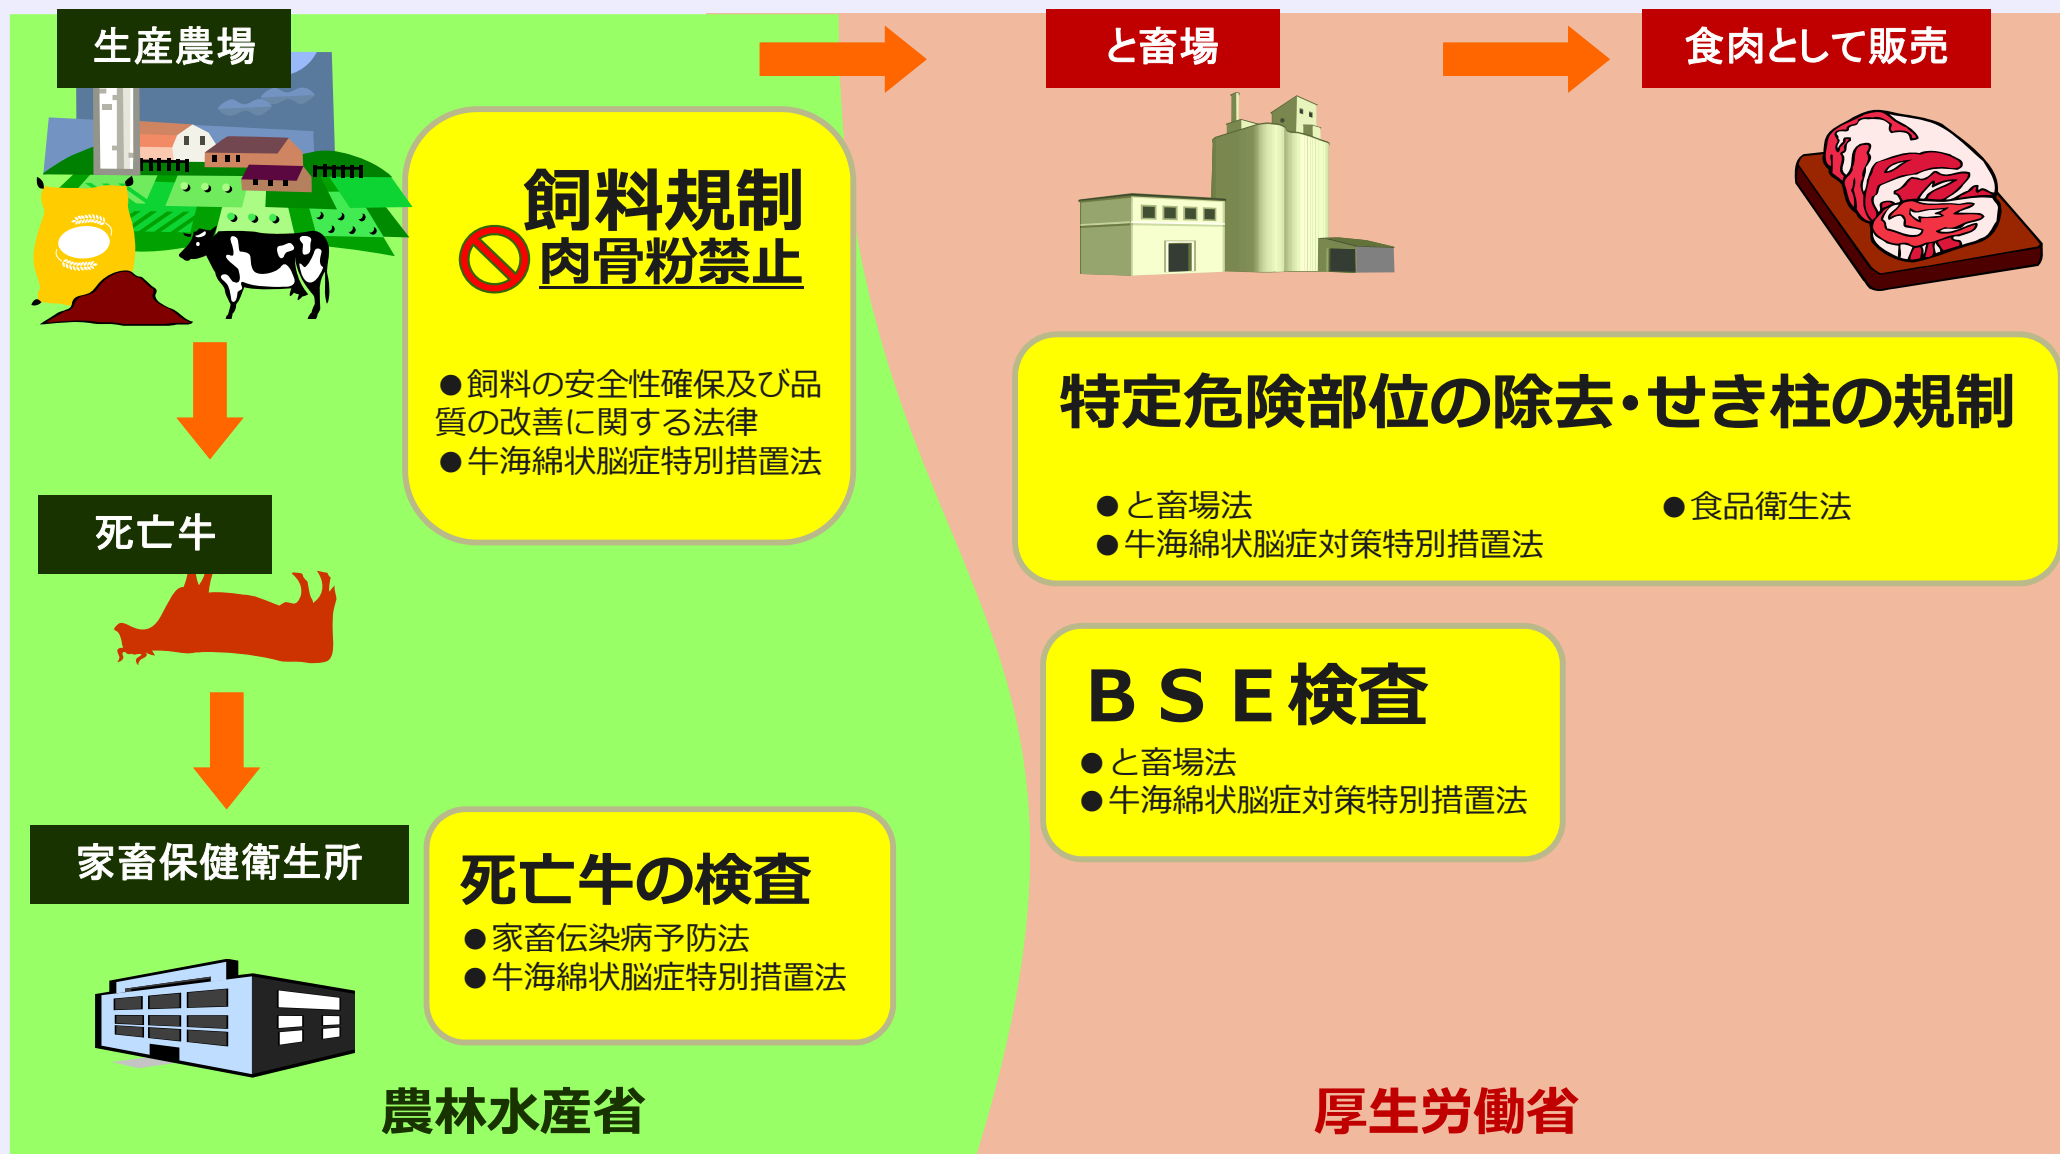 生産農場
と畜場
食肉として販売
飼料規制
肉骨粉禁止
●飼料の安全性確保及び品
質の改善に関する法律
●牛海綿状脳症特別措置法
特定危険部位の除去・せき柱の規制
●と畜場法
●食品衛生法
●牛海綿状脳症対策特別措置法
死亡牛
ＢＳＥ検査
●と畜場法
●牛海綿状脳症対策特別措置法
家畜保健衛生所
死亡牛の検査
●家畜伝染病予防法
●牛海綿状脳症特別措置法
農林水産省
厚生労働省